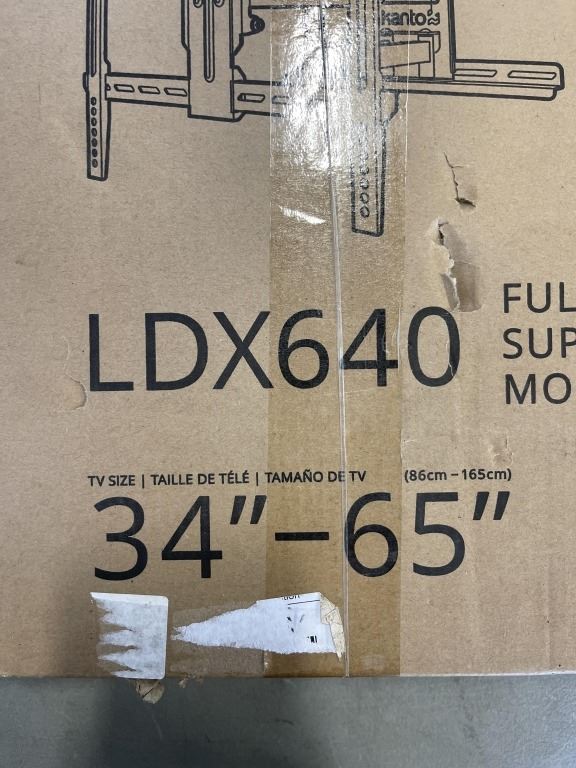 kanto
LDX640
FUL
SUP
MO
TV SIZE | TAILLE DE TÉLÉ | TAMAÑO DE TV (86cm – 165cm)
34” – 65”